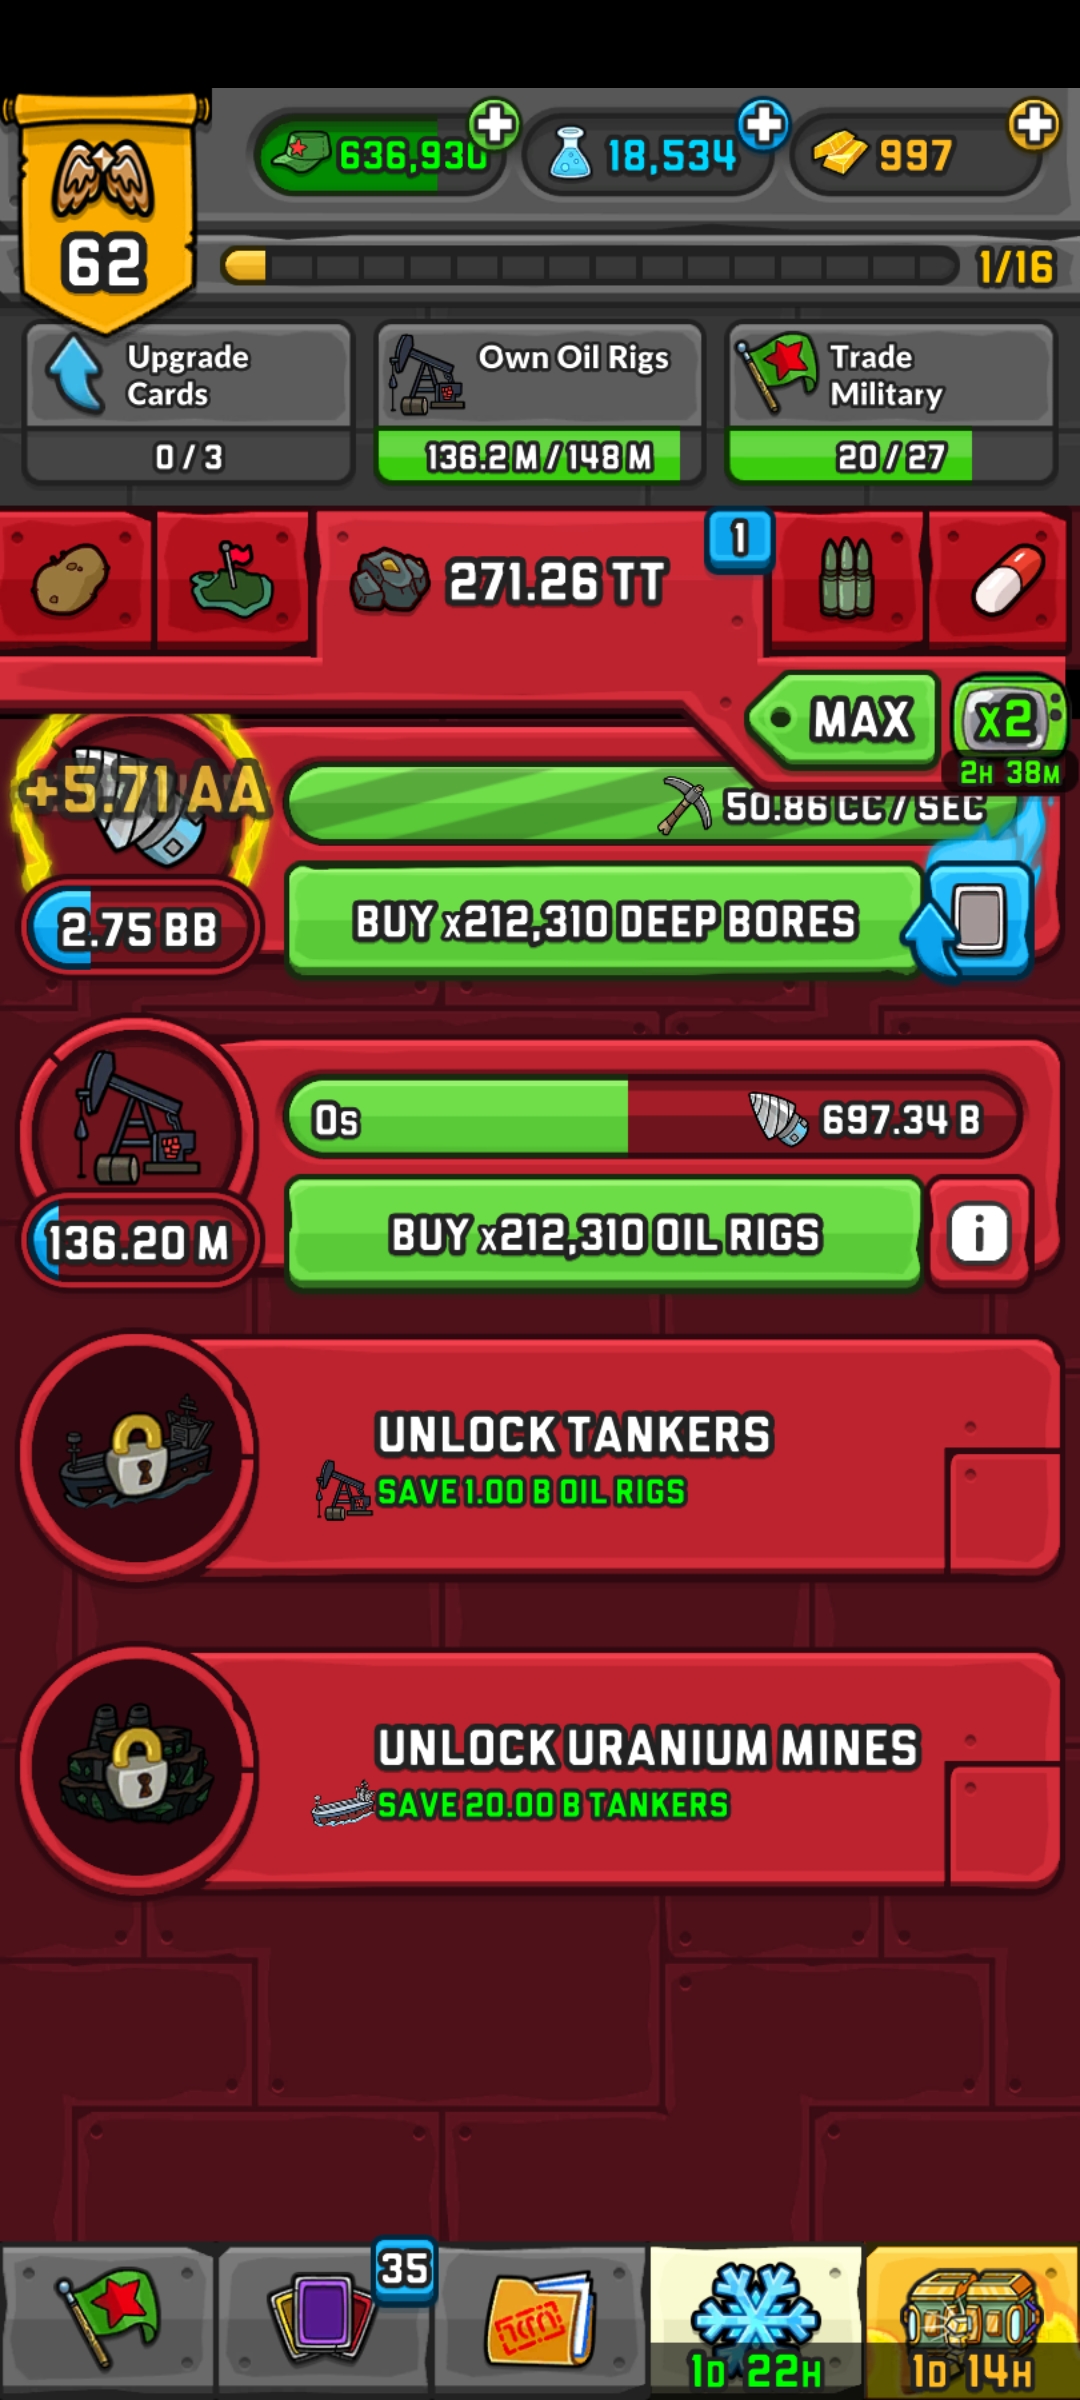 636,930
18,534
997
62
1/16
Upgrade
Cards
0 / 3
Own Oil Rigs
136.2 M / 148 M
Trade
Military
20 / 27
271.26 TT
1
MAX
x2
2H 38M
+5.71 AA
50.86 CC / SEC
2.75 BB
BUY x212,310 DEEP BORES
0s
697.34 B
136.20 M
BUY x212,310 OIL RIGS
i
UNLOCK TANKERS
SAVE 1.00 B OIL RIGS
UNLOCK URANIUM MINES
SAVE 20.00 B TANKERS
35
1D 22H
1D 14H